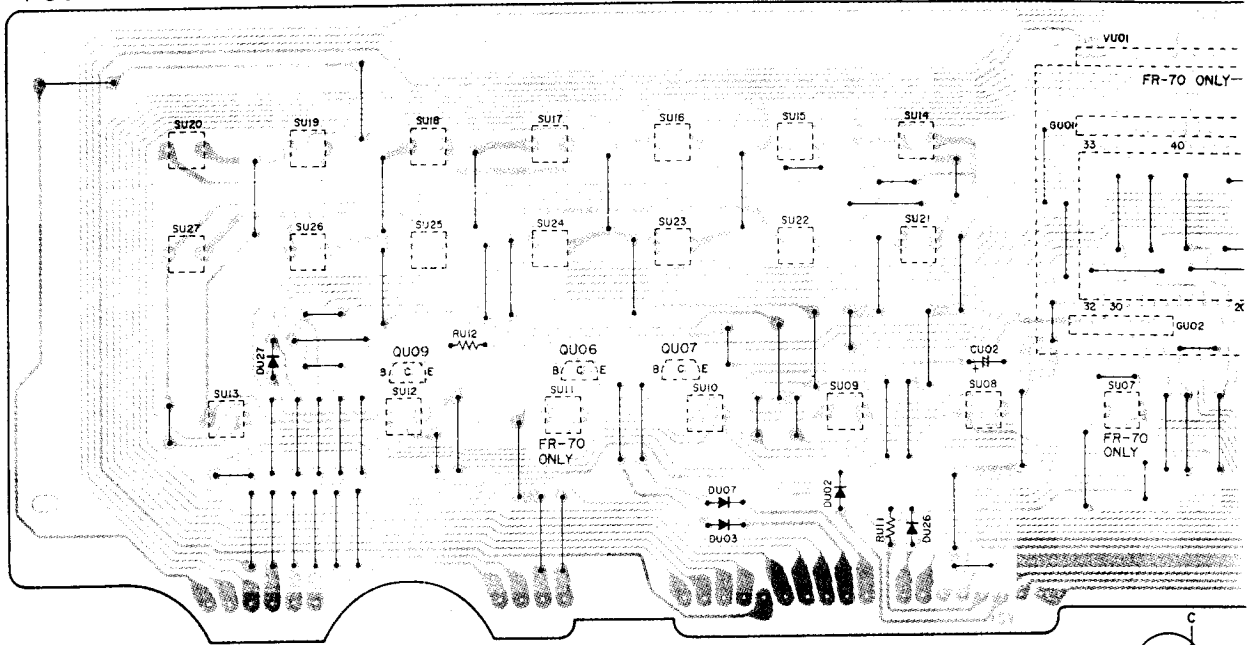 VU01
FR-70 ONLY
SU20 SU19 SU18 SU17 SU16 SU15 SU14 GU01
33 40
SU27 SU26 SU25 SU24 SU23 SU22 SU21
32 30 20
GU02
RU12
DU27
QU09 QU06 QU07 CU02
B C E B C E B C E +
SU13 SU12 SU11 SU10 SU09 SU08 SU07
FR-70 FR-70
ONLY ONLY
DU07 DU02
DU03 RU11 DU26
C